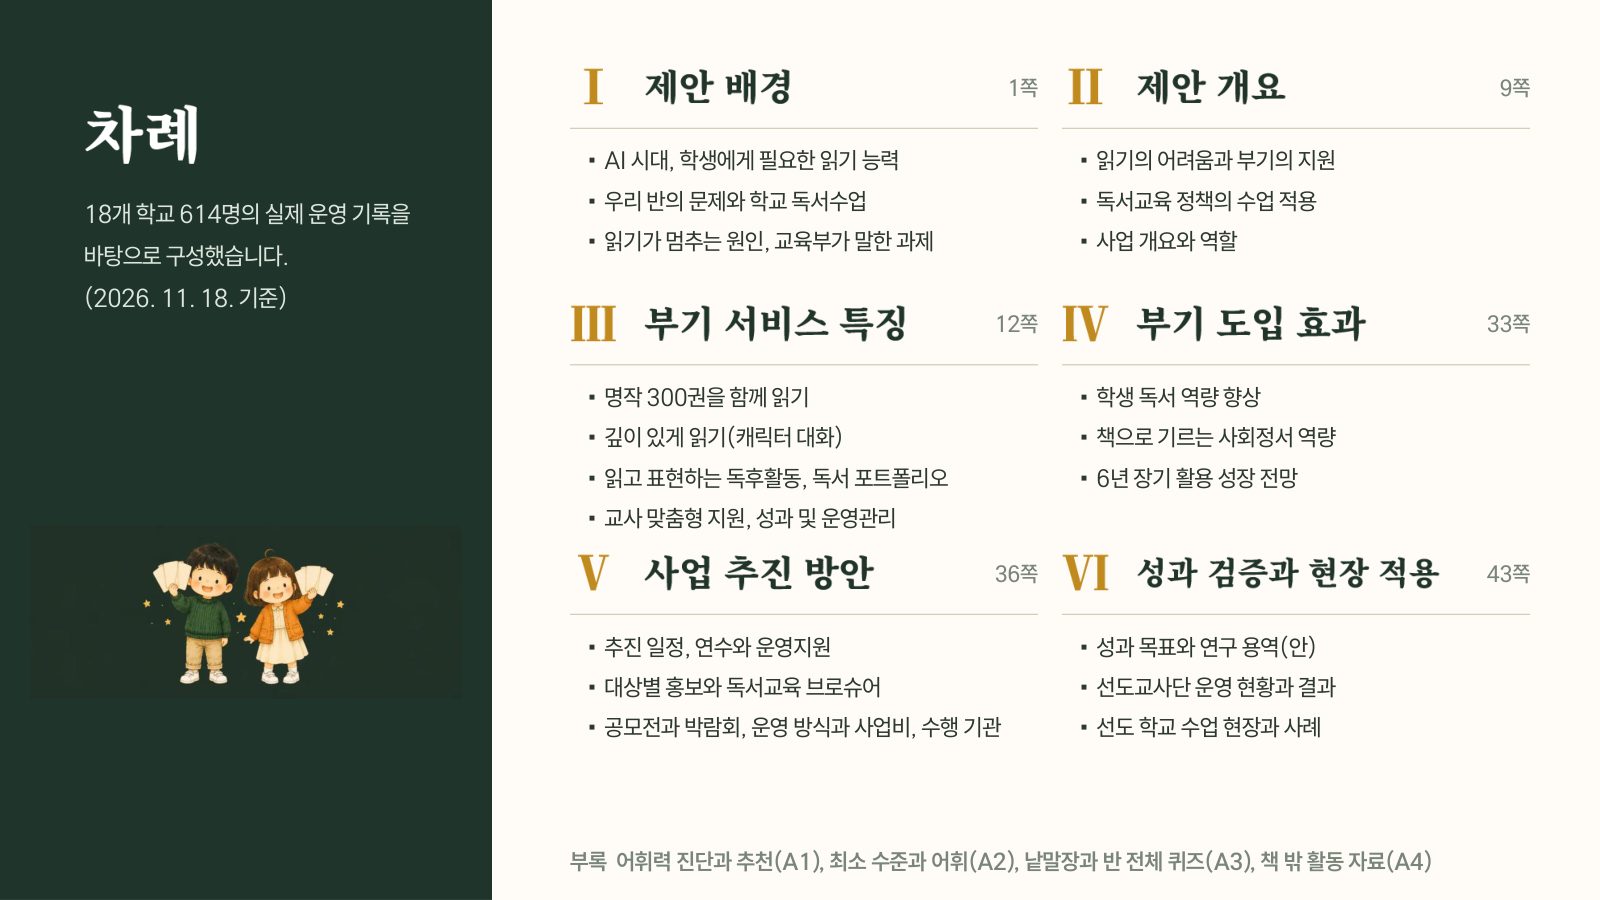 차례
18개 학교 614명의 실제 운영 기록을
바탕으로 구성했습니다.
(2026. 11. 18. 기준)
I 제안 배경 1쪽
▪ AI 시대, 학생에게 필요한 읽기 능력
▪ 우리 반의 문제와 학교 독서수업
▪ 읽기가 멈추는 원인, 교육부가 말한 과제
II 제안 개요 9쪽
▪ 읽기의 어려움과 부기의 지원
▪ 독서교육 정책의 수업 적용
▪ 사업 개요와 역할
III 부기 서비스 특징 12쪽
▪ 명작 300권을 함께 읽기
▪ 깊이 있게 읽기(캐릭터 대화)
▪ 읽고 표현하는 독후활동, 독서 포트폴리오
▪ 교사 맞춤형 지원, 성과 및 운영관리
IV 부기 도입 효과 33쪽
▪ 학생 독서 역량 향상
▪ 책으로 기르는 사회정서 역량
▪ 6년 장기 활용 성장 전망
V 사업 추진 방안 36쪽
▪ 추진 일정, 연수와 운영지원
▪ 대상별 홍보와 독서교육 브로슈어
▪ 공모전과 박람회, 운영 방식과 사업비, 수행 기관
VI 성과 검증과 현장 적용 43쪽
▪ 성과 목표와 연구 용역(안)
▪ 선도교사단 운영 현황과 결과
▪ 선도 학교 수업 현장과 사례
부록 어휘력 진단과 추천(A1), 최소 수준과 어휘(A2), 낱말장과 반 전체 퀴즈(A3), 책 밖 활동 자료(A4)